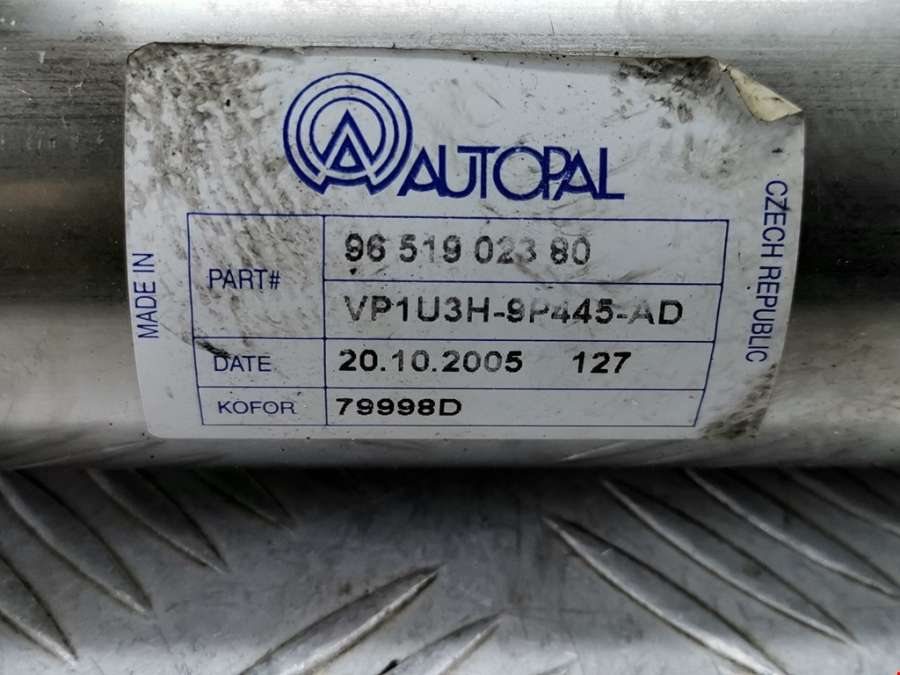 AUTOPAL
MADE IN
CZECH REPUBLIC
PART# 96 519 023 80
VP1U3H-9P445-AD
DATE 20.10.2005 127
KOFOR 79998D